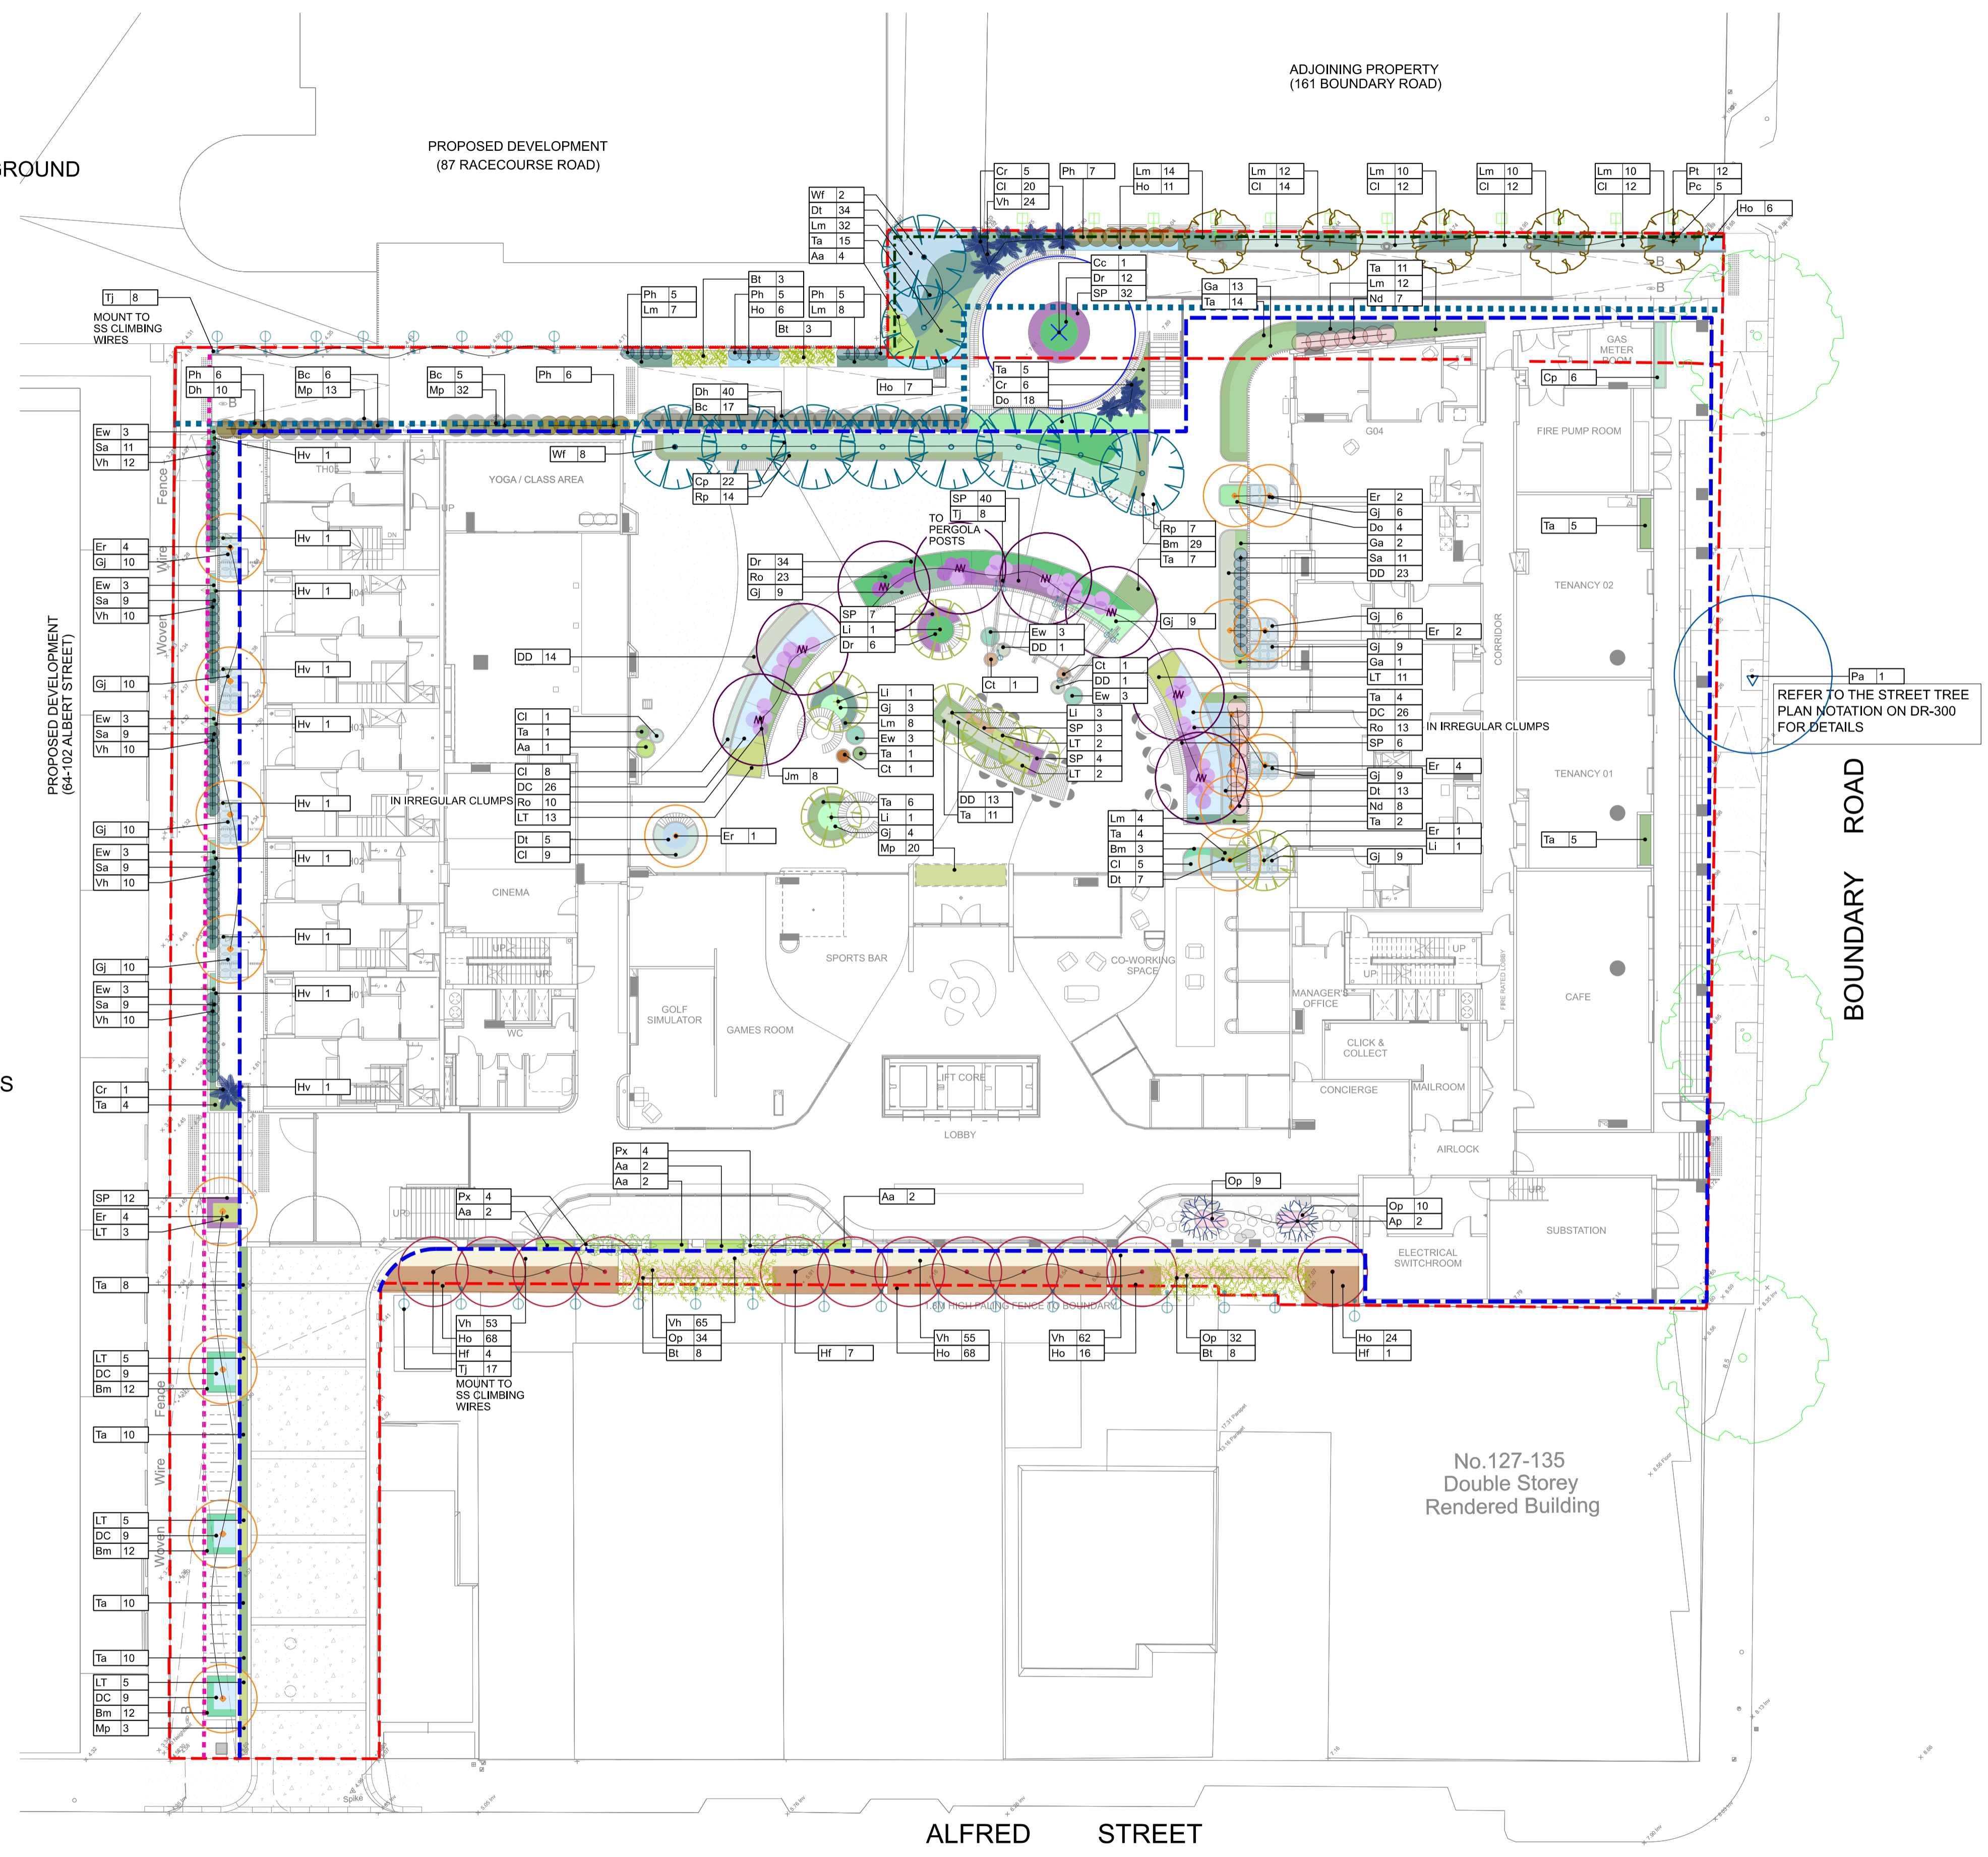 ADJOINING PROPERTY
(161 BOUNDARY ROAD)
PROPOSED DEVELOPMENT
(87 RACECOURSE ROAD)
GROUND
Wf 2
Dt 34
Lm 32
Ta 15
Aa 4
Cr 5
Cl 20
Vh 24
Ph 7
Lm 14
Ho 11
Lm 12
Cl 14
Lm 10
Cl 12
Lm 10
Cl 12
Lm 10
Cl 12
Pt 12
Pc 5
Ho 6
Tj 8
MOUNT TO
SS CLIMBING
WIRES
Ph 5
Lm 7
Bt 3
Ph 5
Ho 6
Bt 3
Ph 5
Lm 8
Cc 1
Dr 12
SP 32
Ga 13
Ta 14
Ta 11
Lm 12
Nd 7
GAS
METER
ROOM
Ph 6
Dh 10
Bc 6
Mp 13
Bc 5
Mp 32
Ph 6
Dh 40
Bc 17
Ho 7
Ta 5
Cr 6
Do 18
Cp 6
B
B
B
Ew 3
Sa 11
Vh 12
Hv 1
TH05
YOGA / CLASS AREA
Wf 8
Cp 22
Rp 14
G04
FIRE PUMP ROOM
UP
DN
SP 40
Tj 8
TO
PERGOLA
POSTS
Rp 7
Bm 29
Ta 7
Er 2
Gj 6
Do 4
Ga 2
Sa 11
DD 23
Ta 5
Er 4
Gj 10
Hv 1
Ew 3
Sa 9
Vh 10
Hv 1
Dr 34
Ro 23
Gj 9
SP 7
Li 1
Dr 6
Ew 3
DD 1
Gj 9
TENANCY 02
Gj 6
Er 2
Gj 9
Ga 1
LT 11
CORRIDOR
PROPOSED DEVELOPMENT
(64-102 ALBERT STREET)
Woven Wire Fence
Gj 10
Hv 1
DD 14
Ct 1
Ct 1
DD 1
Ew 3
Pa 1
REFER TO THE STREET TREE
PLAN NOTATION ON DR-300
FOR DETAILS
Ew 3
Sa 9
Vh 10
Hv 1
Cl 1
Ta 1
Aa 1
Li 1
Gj 3
Lm 8
Ew 3
Ta 1
Ct 1
Li 3
SP 3
LT 2
SP 4
LT 2
Ta 4
DC 26
Ro 13
SP 6
IN IRREGULAR CLUMPS
Er 4
TENANCY 01
Hv 1
Cl 8
DC 26
Ro 10
LT 13
IN IRREGULAR CLUMPS
Jm 8
DD 13
Ta 11
Gj 9
Dt 13
Nd 8
Ta 2
Gj 10
Dt 5
Cl 9
Er 1
Ta 6
Li 1
Gj 4
Mp 20
Lm 4
Ta 4
Bm 3
Cl 5
Dt 7
Er 1
Li 1
Gj 9
Ta 5
Ew 3
Sa 9
Vh 10
Hv 1
CINEMA
BOUNDARY ROAD
Hv 1
Gj 10
UP
UP
SPORTS BAR
CO-WORKING
SPACE
UP
UP
FIRE RATED LOBBY
Ew 3
Sa 9
Vh 10
Hv 1
GOLF
SIMULATOR
GAMES ROOM
WC
MANAGER'S
OFFICE
CAFE
CLICK &
COLLECT
S
Cr 1
Ta 4
Hv 1
LIFT CORE
CONCIERGE
MAILROOM
LOBBY
AIRLOCK
SP 12
Er 4
LT 3
Px 4
Aa 2
Aa 2
Px 4
Aa 2
Aa 2
Op 9
Op 10
Ap 2
UP
UP
SUBSTATION
ELECTRICAL
SWITCHROOM
Ta 8
1.8M HIGH PALING FENCE TO BOUNDARY
Vh 53
Ho 68
Hf 4
Tj 17
MOUNT TO
SS CLIMBING
WIRES
Vh 65
Op 34
Bt 8
Hf 7
Vh 55
Ho 68
Vh 62
Ho 16
Op 32
Bt 8
Ho 24
Hf 1
LT 5
DC 9
Bm 12
Woven Wire Fence
Ta 10
17.31 Parapet
13.16 Parapet
No.127-135
Double Storey
Rendered Building
LT 5
DC 9
Bm 12
Ta 10
Ta 10
LT 5
DC 9
Bm 12
Mp 3
Spike
ALFRED STREET